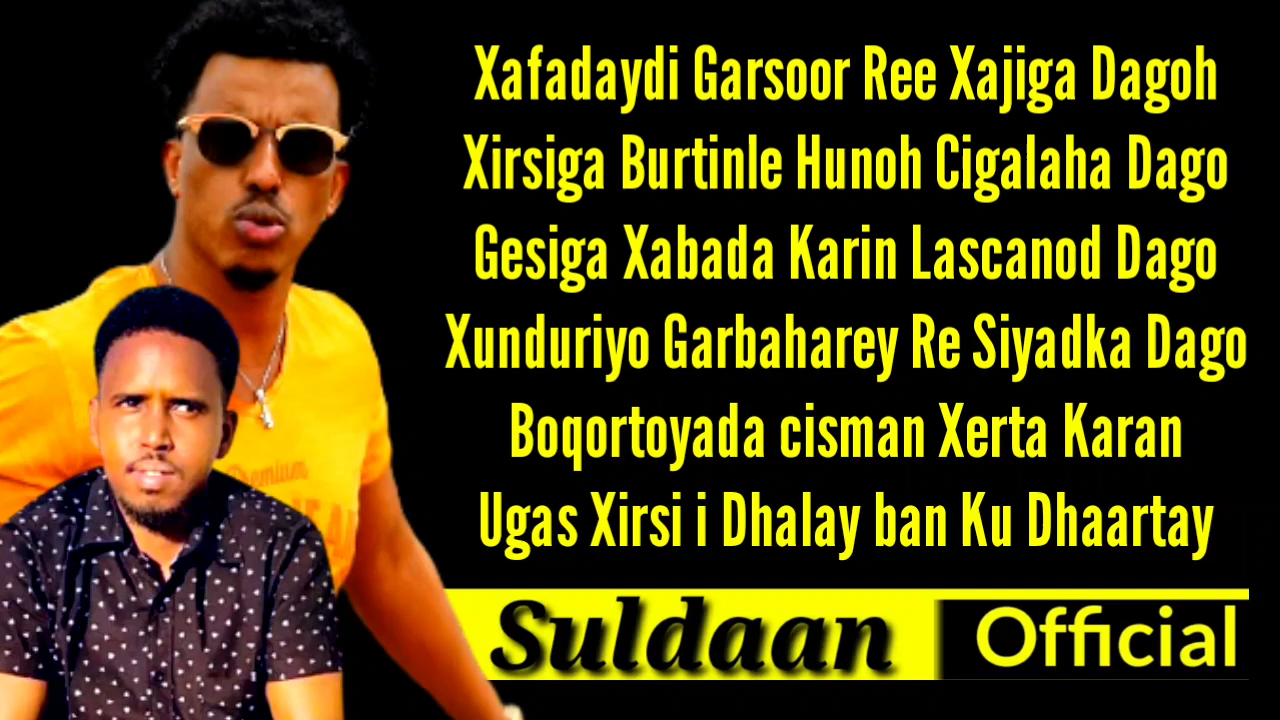 Xafadaydi Garsoor Ree Xajiga Dagoh
Xirsiga Burtinle Hunoh Cigalaha Dago
Gesiga Xabada Karin Lascanod Dago
Xunduriyo Garbaharey Re Siyadka Dago
Boqortoyada cisman Xerta Karan
Ugas Xirsi i Dhalay ban Ku Dhaartay
Suldaan Official
Premium